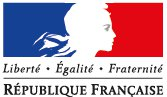 Liberté • Égalité • Fraternité
RÉPUBLIQUE FRANÇAISE